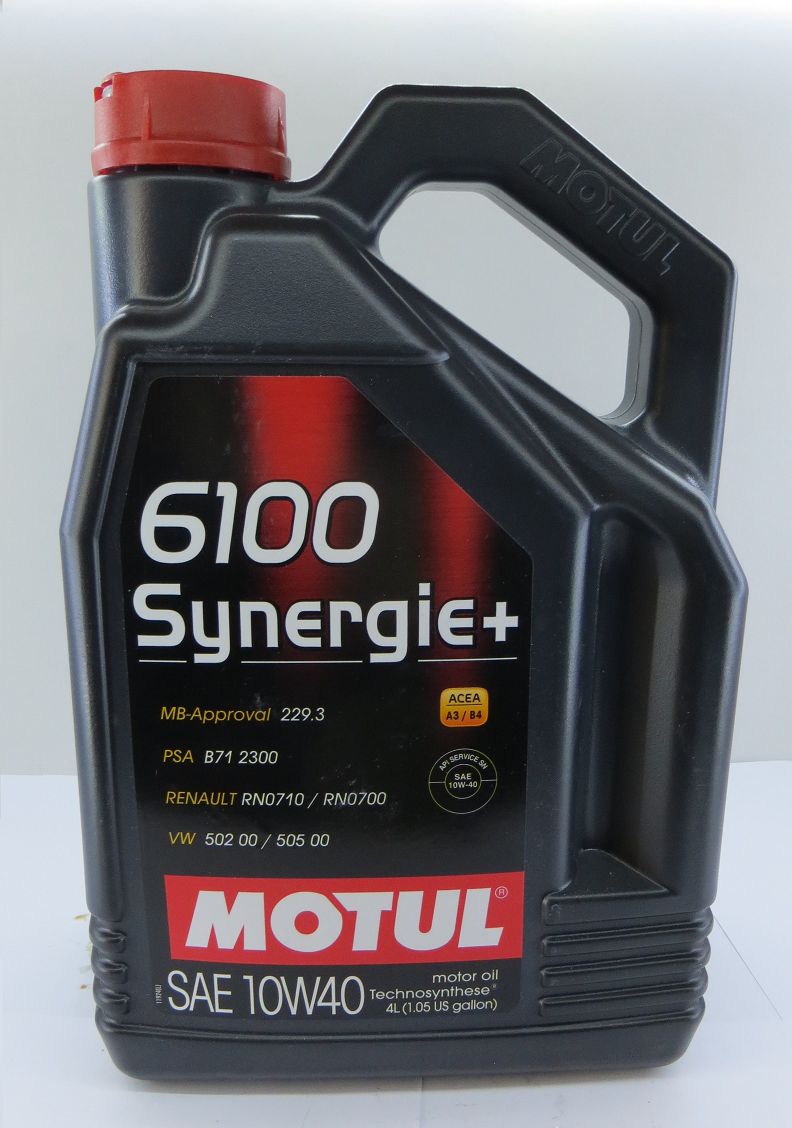 MOTUL
6100
Synergie+
MB-Approval 229.3
ACEA
A3 / B4
PSA B71 2300
API SERVICE SN
SAE
10W-40
RENAULT RN0710 / RN0700
VW 502 00 / 505 00
MOTUL®
SAE 10W40
motor oil
Technosynthese®
4L (1.05 US gallon)